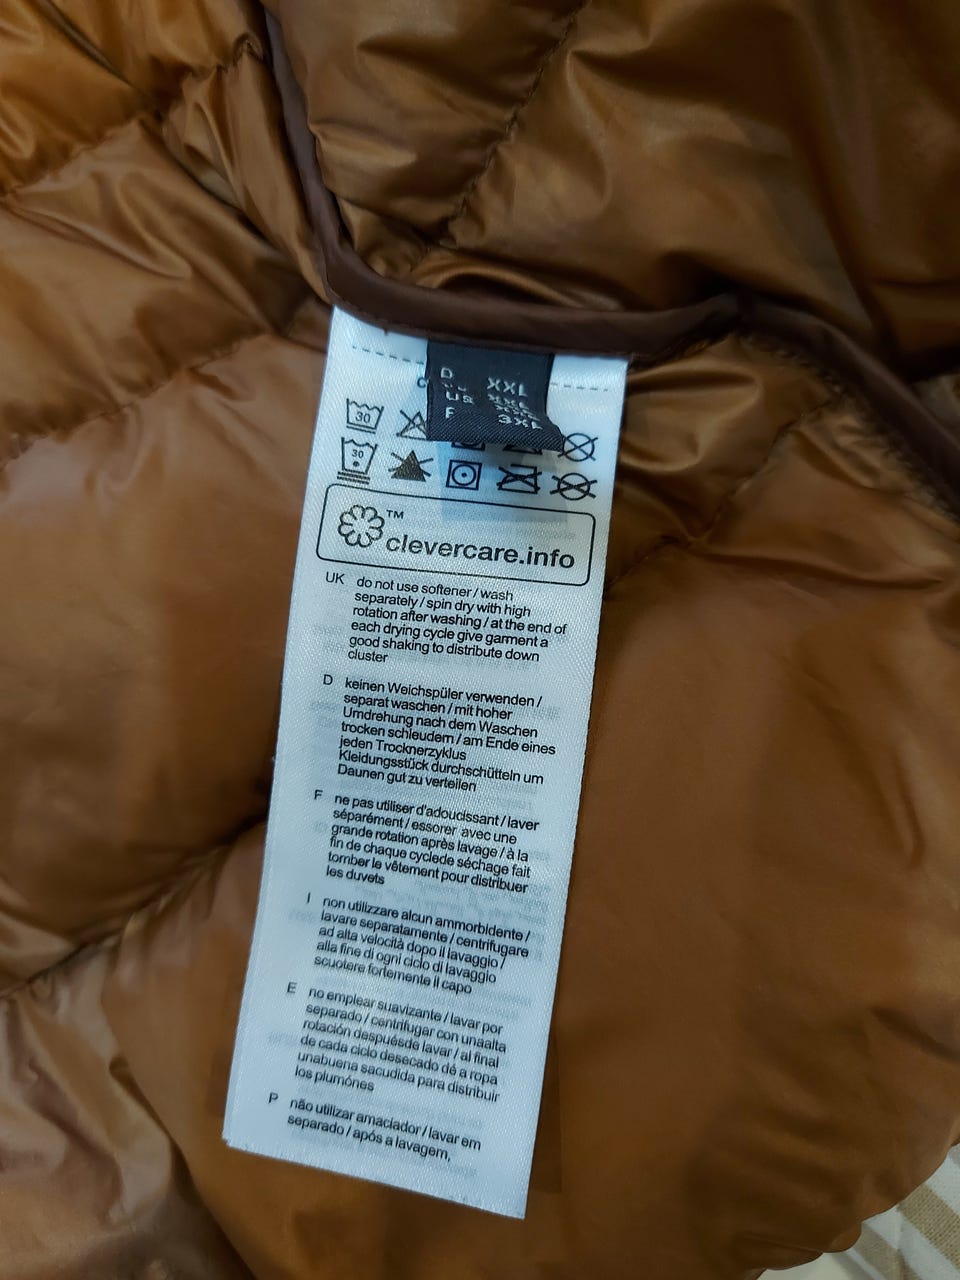 D XXL
US XXL
F 3XL
30
30
™
clevercare.info
UK do not use softener / wash
separately / spin dry with high
rotation after washing / at the end of
each drying cycle give garment a
good shaking to distribute down
cluster
D keinen Weichspüler verwenden /
separat waschen / mit hoher
Umdrehung nach dem Waschen
trocken schleudern / am Ende eines
jeden Trocknerzyklus
Kleidungsstück durchschütteln um
Daunen gut zu verteilen
F ne pas utiliser d'adoucissant / laver
séparément / essorer avec une
grande rotation après lavage / à la
fin de chaque cyclede séchage fait
tomber le vêtement pour distribuer
les duvets
I non utilizzare alcun ammorbidente /
lavare separatamente / centrifugare
ad alta velocità dopo il lavaggio /
alla fine di ogni ciclo di lavaggio
scuotere fortemente il capo
E no emplear suavizante / lavar por
separado / centrifugar con unaalta
rotación despuésde lavar / al final
de cada ciclo desecado dé a ropa
unabuena sacudida para distribuir
los plumónes
P não utilizar amaciador / lavar em
separado / após a lavagem,